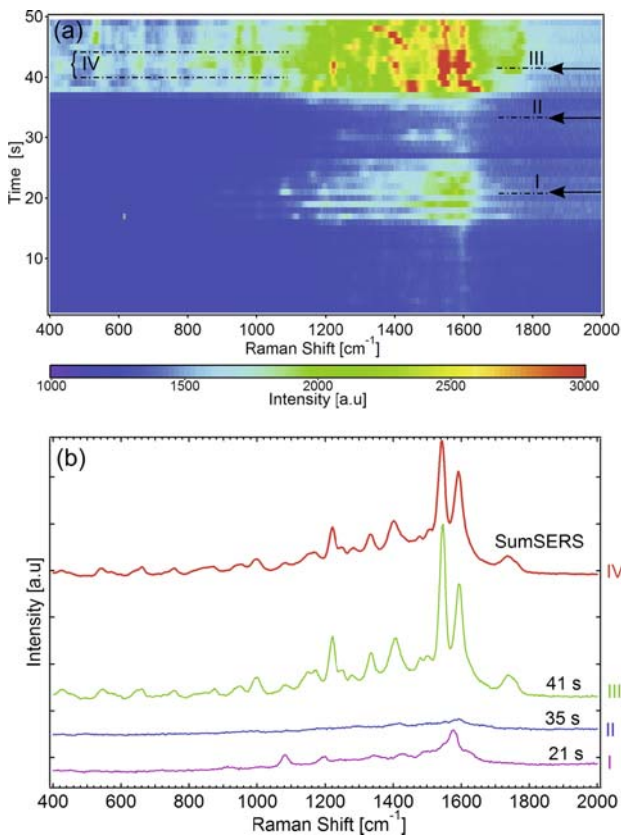 (a)
50
40
30
20
10
Time [s]
IV
III
II
I
400 600 800 1000 1200 1400 1600 1800 2000
Raman Shift [cm⁻¹]
1000 1500 2000 2500 3000
Intensity [a.u]
(b)
Intensity [a.u]
SumSERS
IV
41 s
III
35 s
II
21 s
I
400 600 800 1000 1200 1400 1600 1800 2000
Raman Shift [cm⁻¹]